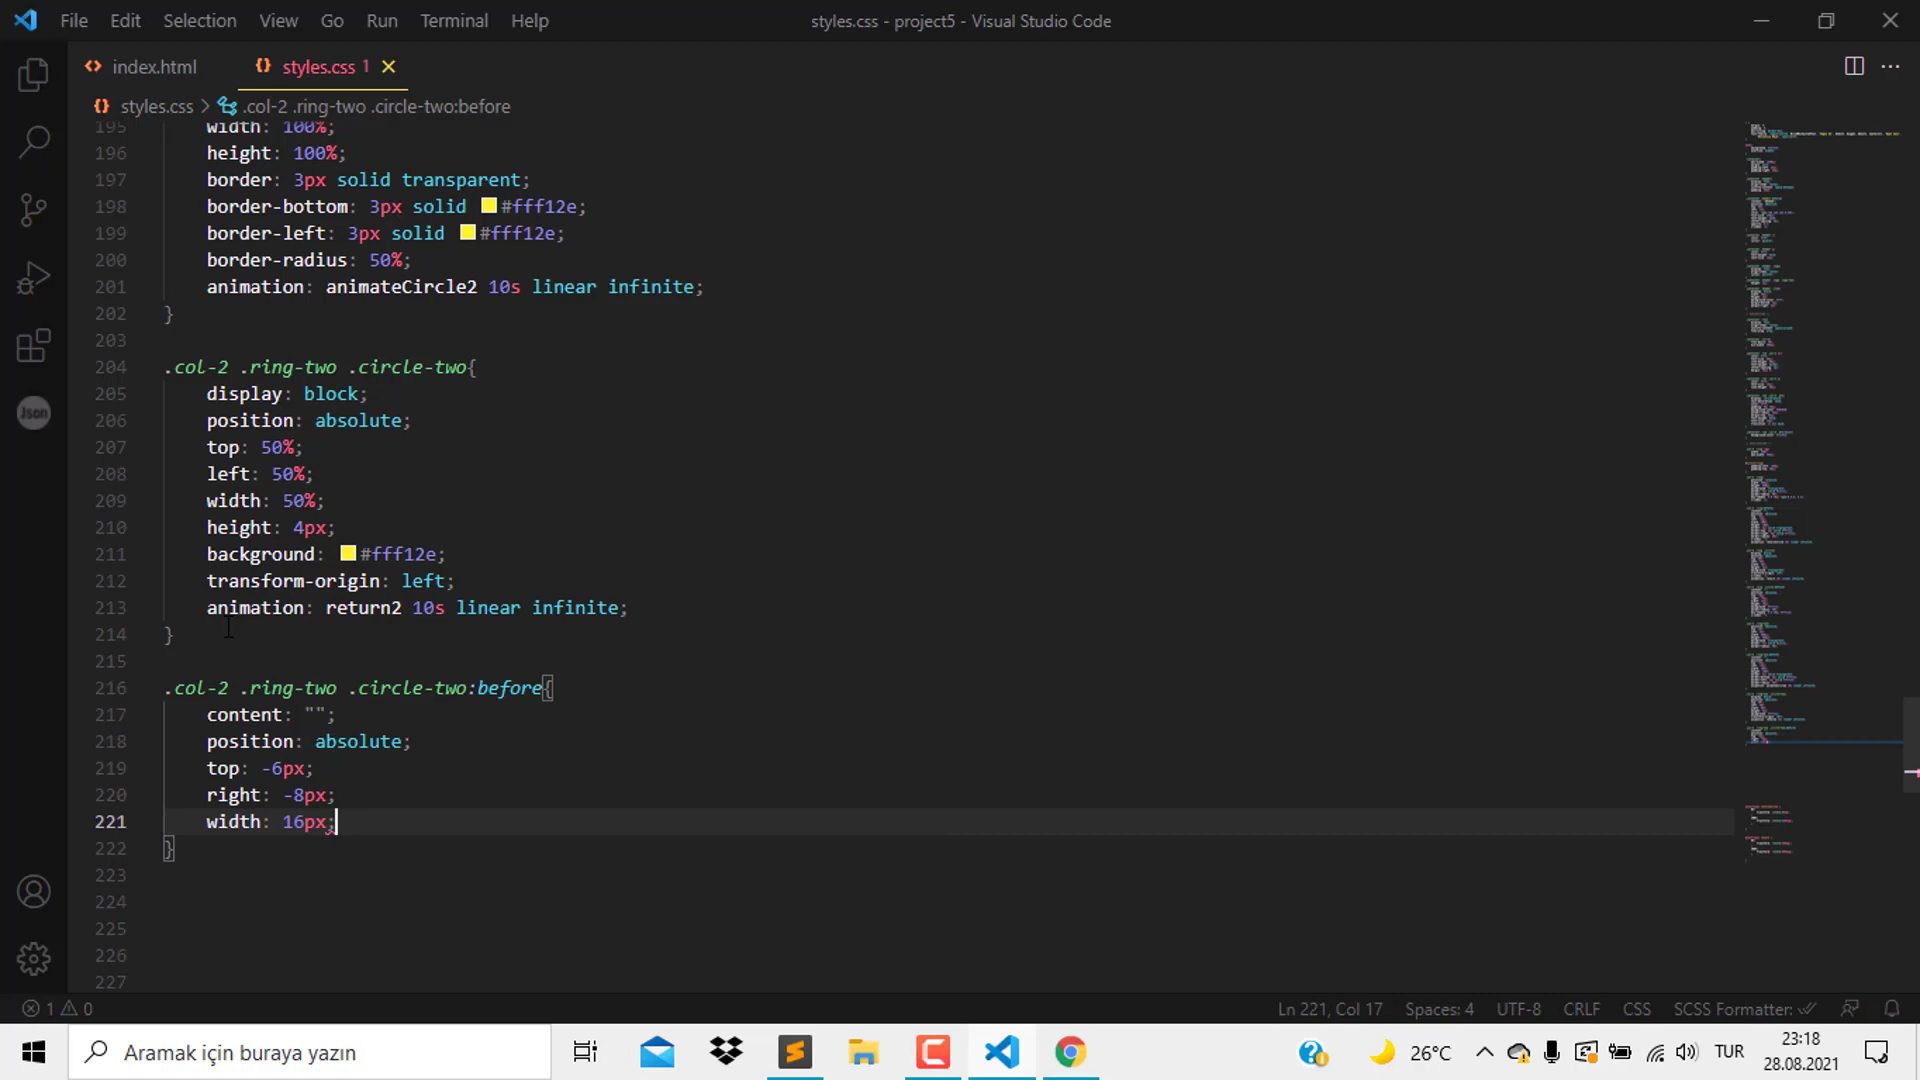 File Edit Selection View Go Run Terminal Help
styles.css - project5 - Visual Studio Code
index.html
styles.css 1
styles.css > .col-2 .ring-two .circle-two:before
195 width: 100%;
196 height: 100%;
197 border: 3px solid transparent;
198 border-bottom: 3px solid #fff12e;
199 border-left: 3px solid #fff12e;
200 border-radius: 50%;
201 animation: animateCircle2 10s linear infinite;
202 }
203
204 .col-2 .ring-two .circle-two{
205 display: block;
206 position: absolute;
207 top: 50%;
208 left: 50%;
209 width: 50%;
210 height: 4px;
211 background: #fff12e;
212 transform-origin: left;
213 animation: return2 10s linear infinite;
214 }
215
216 .col-2 .ring-two .circle-two:before{
217 content: "";
218 position: absolute;
219 top: -6px;
220 right: -8px;
221 width: 16px;
222 }
223
224
225
226
227
Json
1 0
Ln 221, Col 17 Spaces: 4 UTF-8 CRLF CSS SCSS Formatter:
Aramak için buraya yazın
26°C
TUR
23:18
28.08.2021